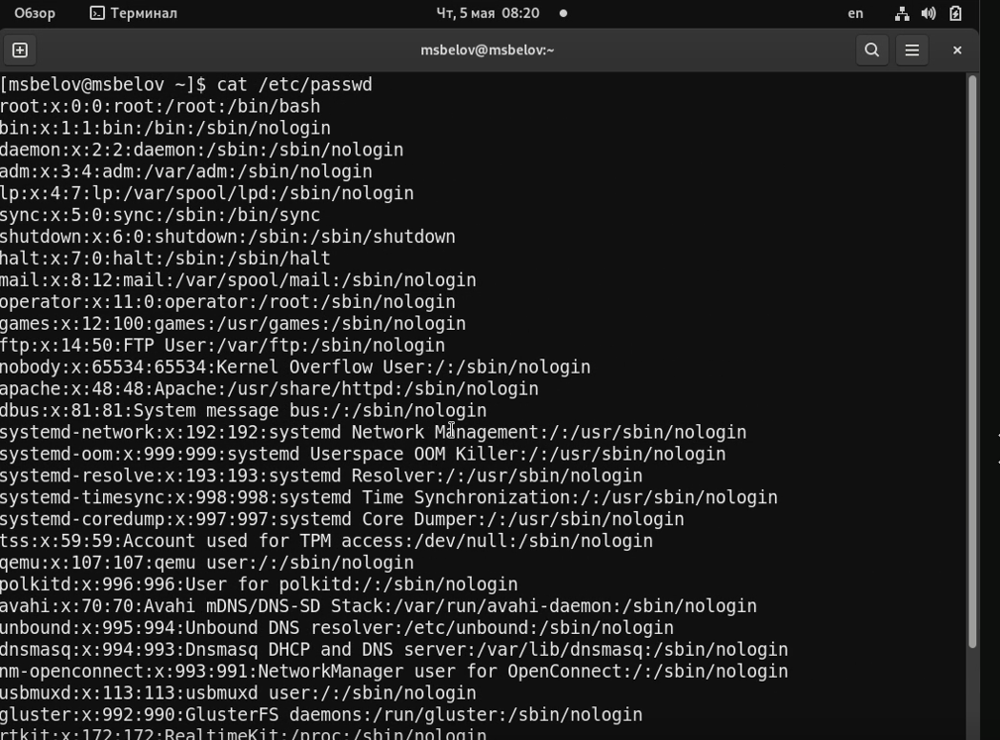 Обзор
Терминал
Чт, 5 мая 08:20
en
msbelov@msbelov:~
[msbelov@msbelov ~]$ cat /etc/passwd
root:x:0:0:root:/root:/bin/bash
bin:x:1:1:bin:/bin:/sbin/nologin
daemon:x:2:2:daemon:/sbin:/sbin/nologin
adm:x:3:4:adm:/var/adm:/sbin/nologin
lp:x:4:7:lp:/var/spool/lpd:/sbin/nologin
sync:x:5:0:sync:/sbin:/bin/sync
shutdown:x:6:0:shutdown:/sbin:/sbin/shutdown
halt:x:7:0:halt:/sbin:/sbin/halt
mail:x:8:12:mail:/var/spool/mail:/sbin/nologin
operator:x:11:0:operator:/root:/sbin/nologin
games:x:12:100:games:/usr/games:/sbin/nologin
ftp:x:14:50:FTP User:/var/ftp:/sbin/nologin
nobody:x:65534:65534:Kernel Overflow User:/:/sbin/nologin
apache:x:48:48:Apache:/usr/share/httpd:/sbin/nologin
dbus:x:81:81:System message bus:/:/sbin/nologin
systemd-network:x:192:192:systemd Network Management:/:/usr/sbin/nologin
systemd-oom:x:999:999:systemd Userspace OOM Killer:/:/usr/sbin/nologin
systemd-resolve:x:193:193:systemd Resolver:/:/usr/sbin/nologin
systemd-timesync:x:998:998:systemd Time Synchronization:/:/usr/sbin/nologin
systemd-coredump:x:997:997:systemd Core Dumper:/:/usr/sbin/nologin
tss:x:59:59:Account used for TPM access:/dev/null:/sbin/nologin
qemu:x:107:107:qemu user:/:/sbin/nologin
polkitd:x:996:996:User for polkitd:/:/sbin/nologin
avahi:x:70:70:Avahi mDNS/DNS-SD Stack:/var/run/avahi-daemon:/sbin/nologin
unbound:x:995:994:Unbound DNS resolver:/etc/unbound:/sbin/nologin
dnsmasq:x:994:993:Dnsmasq DHCP and DNS server:/var/lib/dnsmasq:/sbin/nologin
nm-openconnect:x:993:991:NetworkManager user for OpenConnect:/:/sbin/nologin
usbmuxd:x:113:113:usbmuxd user:/:/sbin/nologin
gluster:x:992:990:GlusterFS daemons:/run/gluster:/sbin/nologin
rtkit:x:172:172:RealtimeKit:/proc:/sbin/nologin